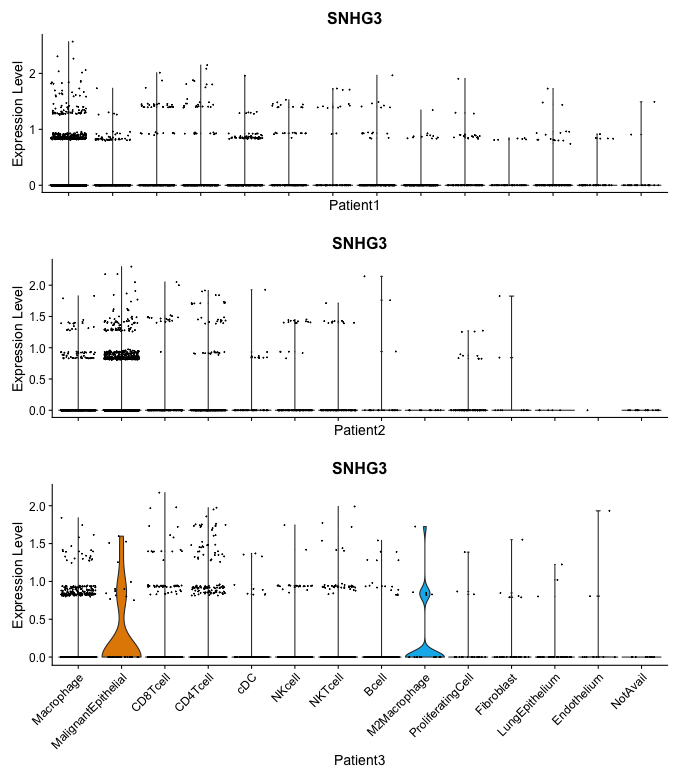 SNHG3
Expression Level
2
1
0
Patient1
SNHG3
Expression Level
2.0
1.5
1.0
0.5
0.0
Patient2
SNHG3
Expression Level
2.0
1.5
1.0
0.5
0.0
Macrophage
MalignantEpithelial
CD8Tcell
CD4Tcell
cDC
NKcell
NKTcell
Bcell
M2Macrophage
ProliferatingCell
Fibroblast
LungEpithelium
Endothelium
NotAvail
Patient3